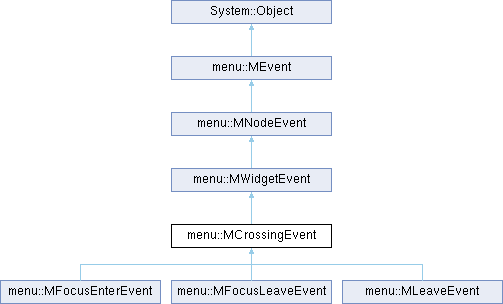 System::Object
menu::MEvent
menu::MNodeEvent
menu::MWidgetEvent
menu::MCrossingEvent
menu::MFocusEnterEvent
menu::MFocusLeaveEvent
menu::MLeaveEvent